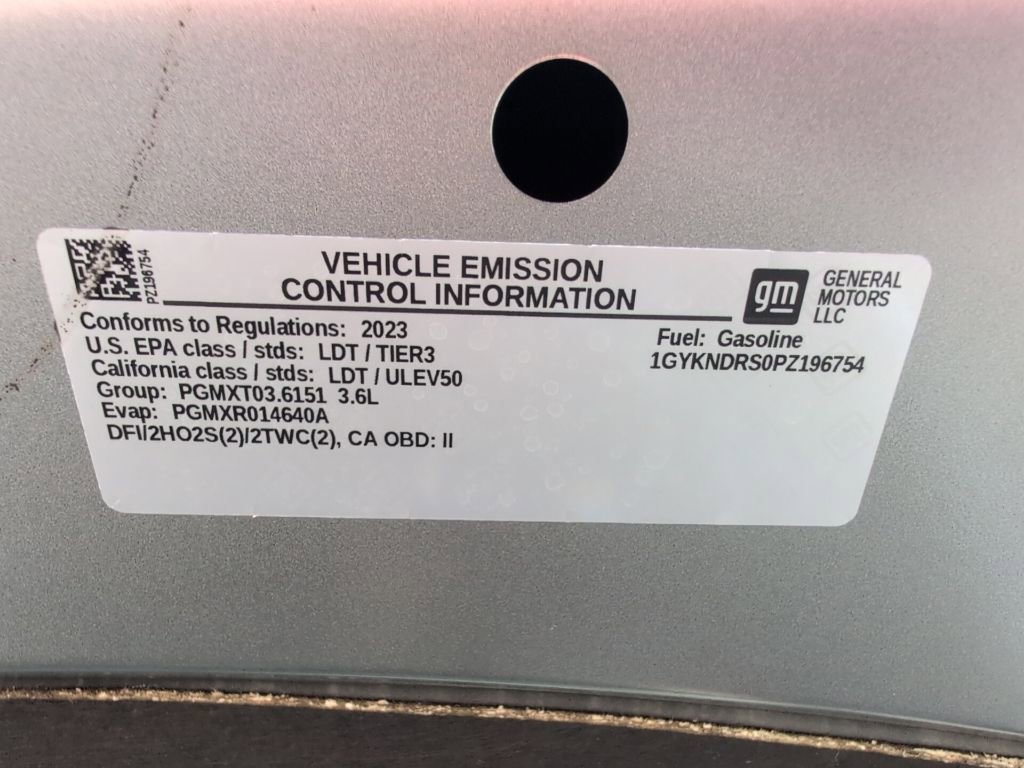 PZ196754
VEHICLE EMISSION
CONTROL INFORMATION
gm
GENERAL
MOTORS
LLC
Conforms to Regulations: 2023
U.S. EPA class / stds: LDT / TIER3
California class / stds: LDT / ULEV50
Group: PGMXT03.6151 3.6L
Evap: PGMXR014640A
DFI/2HO2S(2)/2TWC(2), CA OBD: II
Fuel: Gasoline
1GYKNDRS0PZ196754